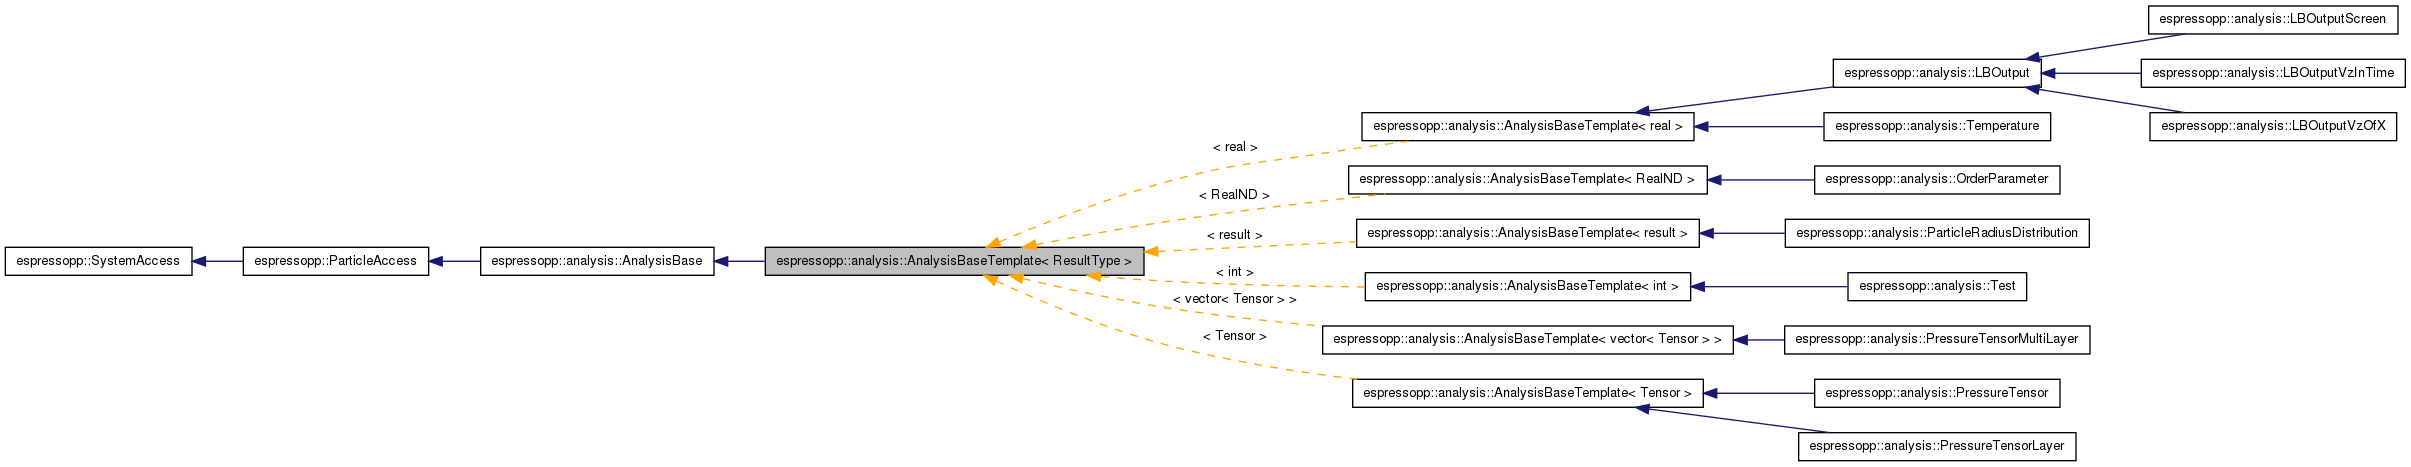 espressopp::analysis::LBOutputScreen
espressopp::analysis::LBOutput
espressopp::analysis::LBOutputVzInTime
espressopp::analysis::AnalysisBaseTemplate< real >
espressopp::analysis::Temperature
espressopp::analysis::LBOutputVzOfX
< real >
espressopp::analysis::AnalysisBaseTemplate< RealND >
espressopp::analysis::OrderParameter
< RealND >
espressopp::analysis::AnalysisBaseTemplate< result >
espressopp::analysis::ParticleRadiusDistribution
< result >
espressopp::SystemAccess
espressopp::ParticleAccess
espressopp::analysis::AnalysisBase
espressopp::analysis::AnalysisBaseTemplate< ResultType >
< int >
espressopp::analysis::AnalysisBaseTemplate< int >
espressopp::analysis::Test
< vector< Tensor > >
espressopp::analysis::AnalysisBaseTemplate< vector< Tensor > >
espressopp::analysis::PressureTensorMultiLayer
< Tensor >
espressopp::analysis::AnalysisBaseTemplate< Tensor >
espressopp::analysis::PressureTensor
espressopp::analysis::PressureTensorLayer